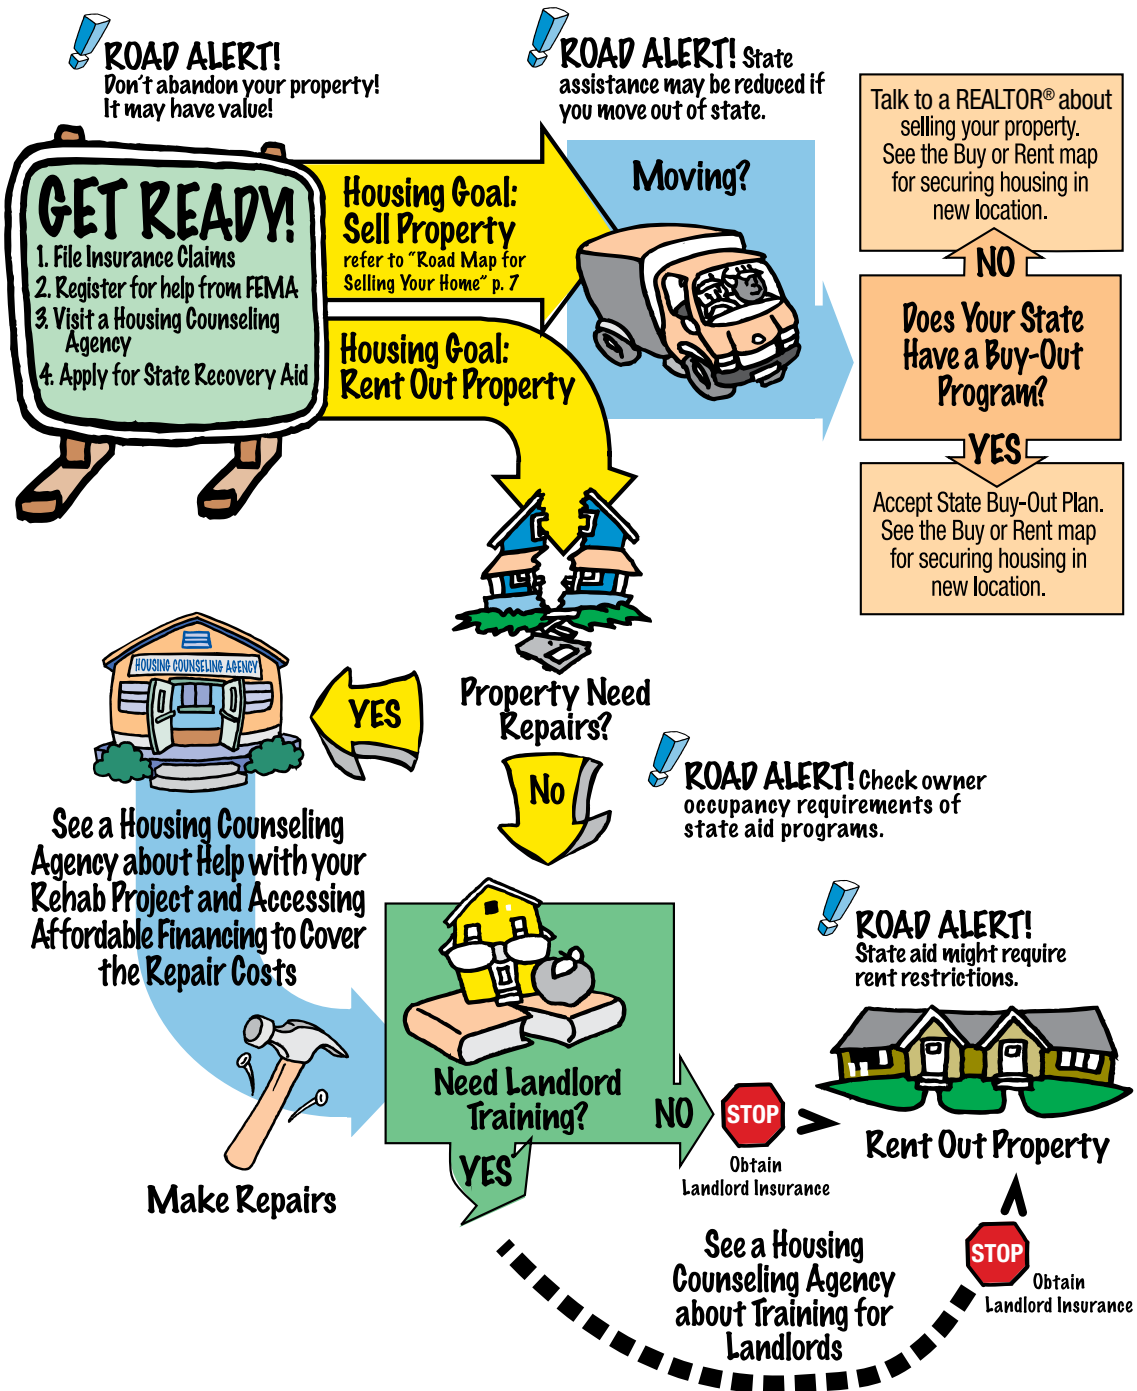 ROAD ALERT!
Don't abandon your property!
It may have value!
ROAD ALERT! State
assistance may be reduced if
you move out of state.
GET READY!
1. File Insurance Claims
2. Register for help from FEMA
3. Visit a Housing Counseling
Agency
4. Apply for State Recovery Aid
Housing Goal:
Sell Property
refer to "Road Map for
Selling Your Home" p. 7
Housing Goal:
Rent Out Property
Moving?
Talk to a REALTOR® about
selling your property.
See the Buy or Rent map
for securing housing in
new location.
NO
Does Your State
Have a Buy-Out
Program?
YES
Accept State Buy-Out Plan.
See the Buy or Rent map
for securing housing in
new location.
HOUSING COUNSELING AGENCY
YES
Property Need
Repairs?
No
ROAD ALERT! Check owner
occupancy requirements of
state aid programs.
See a Housing Counseling
Agency about Help with your
Rehab Project and Accessing
Affordable Financing to Cover
the Repair Costs
Make Repairs
Need Landlord
Training?
NO
YES
STOP
Obtain
Landlord Insurance
ROAD ALERT!
State aid might require
rent restrictions.
Rent Out Property
See a Housing
Counseling Agency
about Training for
Landlords
STOP
Obtain
Landlord Insurance